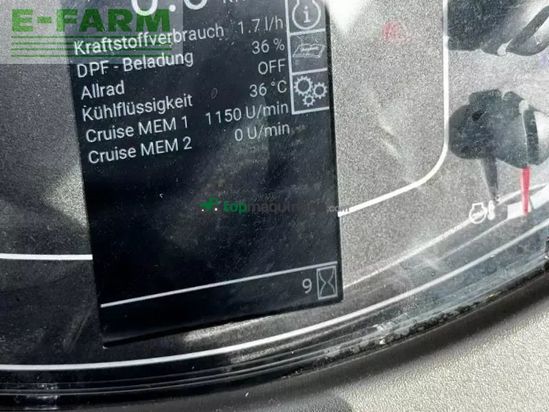 E-FARM
Kraftstoffverbrauch 1.7 l/h
DPF - Beladung 36 %
Allrad OFF
Kühlflüssigkeit 36 °C
Cruise MEM 1 1150 U/min
Cruise MEM 2 0 U/min
9